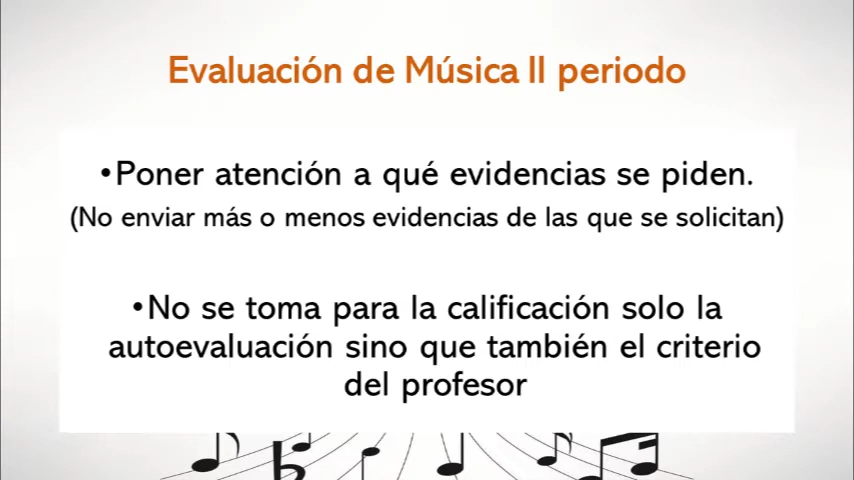 Evaluación de Música II periodo
•Poner atención a qué evidencias se piden.
(No enviar más o menos evidencias de las que se solicitan)
•No se toma para la calificación solo la
autoevaluación sino que también el criterio
del profesor